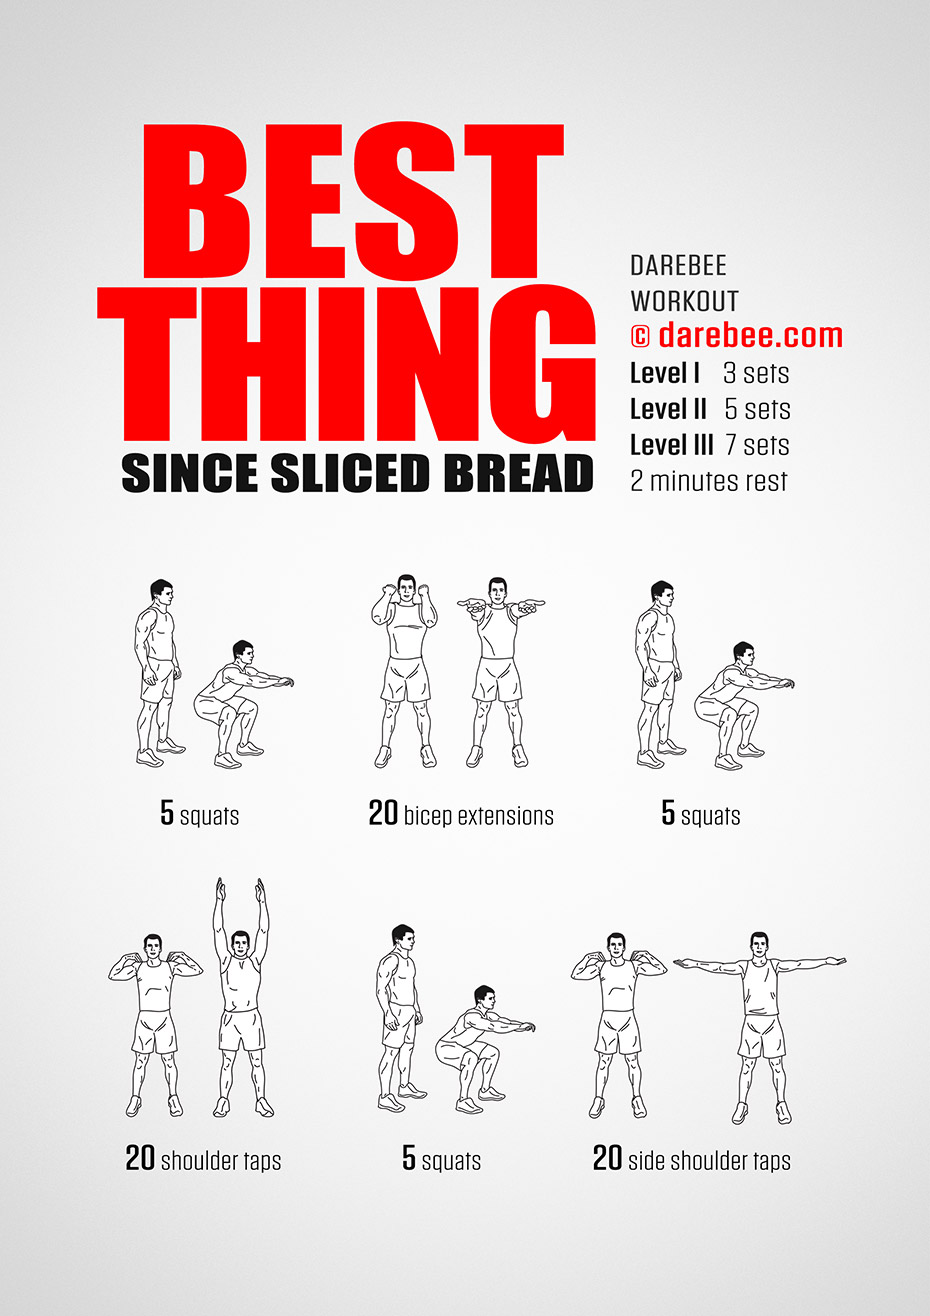 BEST
THING
SINCE SLICED BREAD
DAREBEE
WORKOUT
© darebee.com
Level I 3 sets
Level II 5 sets
Level III 7 sets
2 minutes rest
5 squats
20 bicep extensions
5 squats
20 shoulder taps
5 squats
20 side shoulder taps